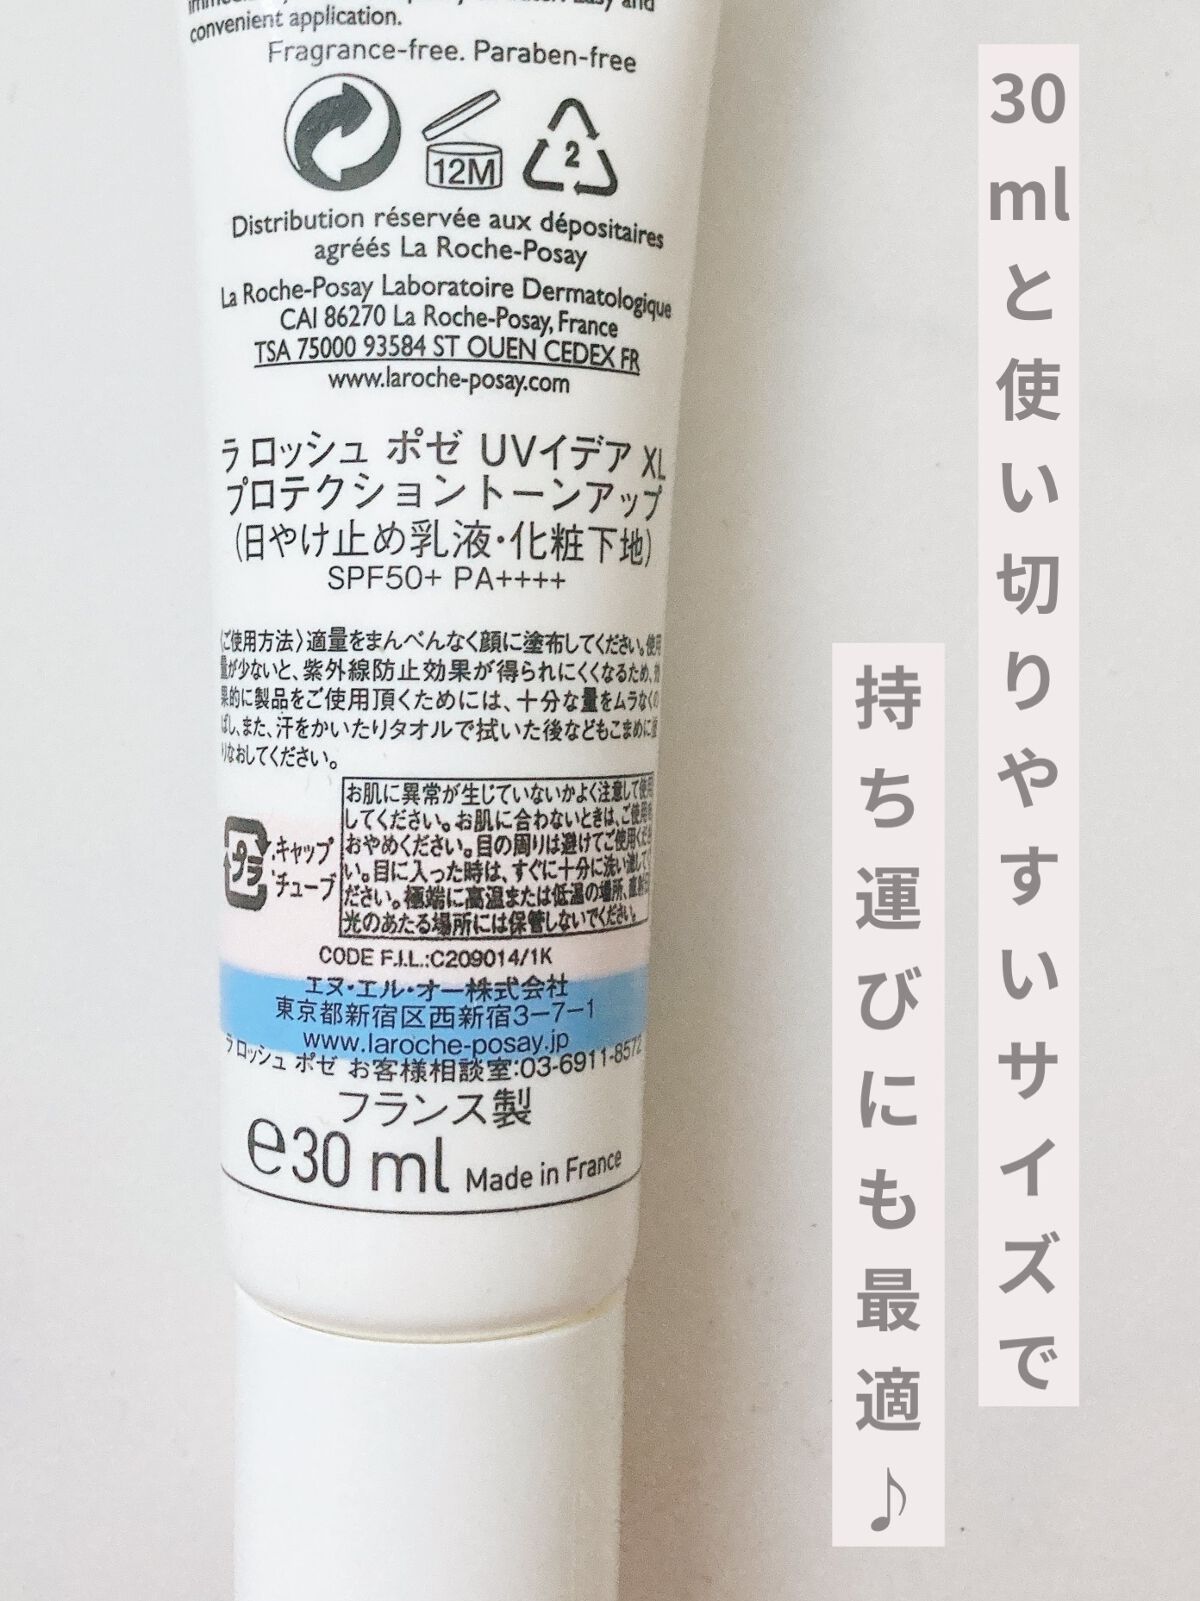 convenient application.
Fragrance-free. Paraben-free
12M
2
Distribution réservée aux dépositaires
agréés La Roche-Posay
La Roche-Posay Laboratoire Dermatologique
CAI 86270 La Roche-Posay, France
TSA 75000 93584 ST OUEN CEDEX FR
www.laroche-posay.com
ラ ロッシュ ポゼ UVイデア XL
プロテクショントーンアップ
(日やけ止め乳液・化粧下地)
SPF50+ PA++++
〈ご使用方法〉適量をまんべんなく顔に塗布してください。使用
量が少ないと、紫外線防止効果が得られにくくなるため、効
果的に製品をご使用頂くためには、十分な量をムラなくの
ばし、また、汗をかいたりタオルで拭いた後などもこまめに塗
りなおしてください。
プラ
キャップ
チューブ
お肌に異常が生じていないかよく注意して使用
してください。お肌に合わないときは、ご使用を
おやめください。目の周りは避けてご使用くださ
い。目に入った時は、すぐに十分に洗い流してく
ださい。極端に高温または低温の場所、直射日
光のあたる場所には保管しないでください。
CODE F.I.L.:C209014/1K
エヌ・エル・オー株式会社
東京都新宿区西新宿3-7-1
www.laroche-posay.jp
ラ ロッシュ ポゼ お客様相談室:03-6911-8572
フランス製
℮30 ml Made in France
30mlと使い切りやすいサイズで
持ち運びにも最適♪